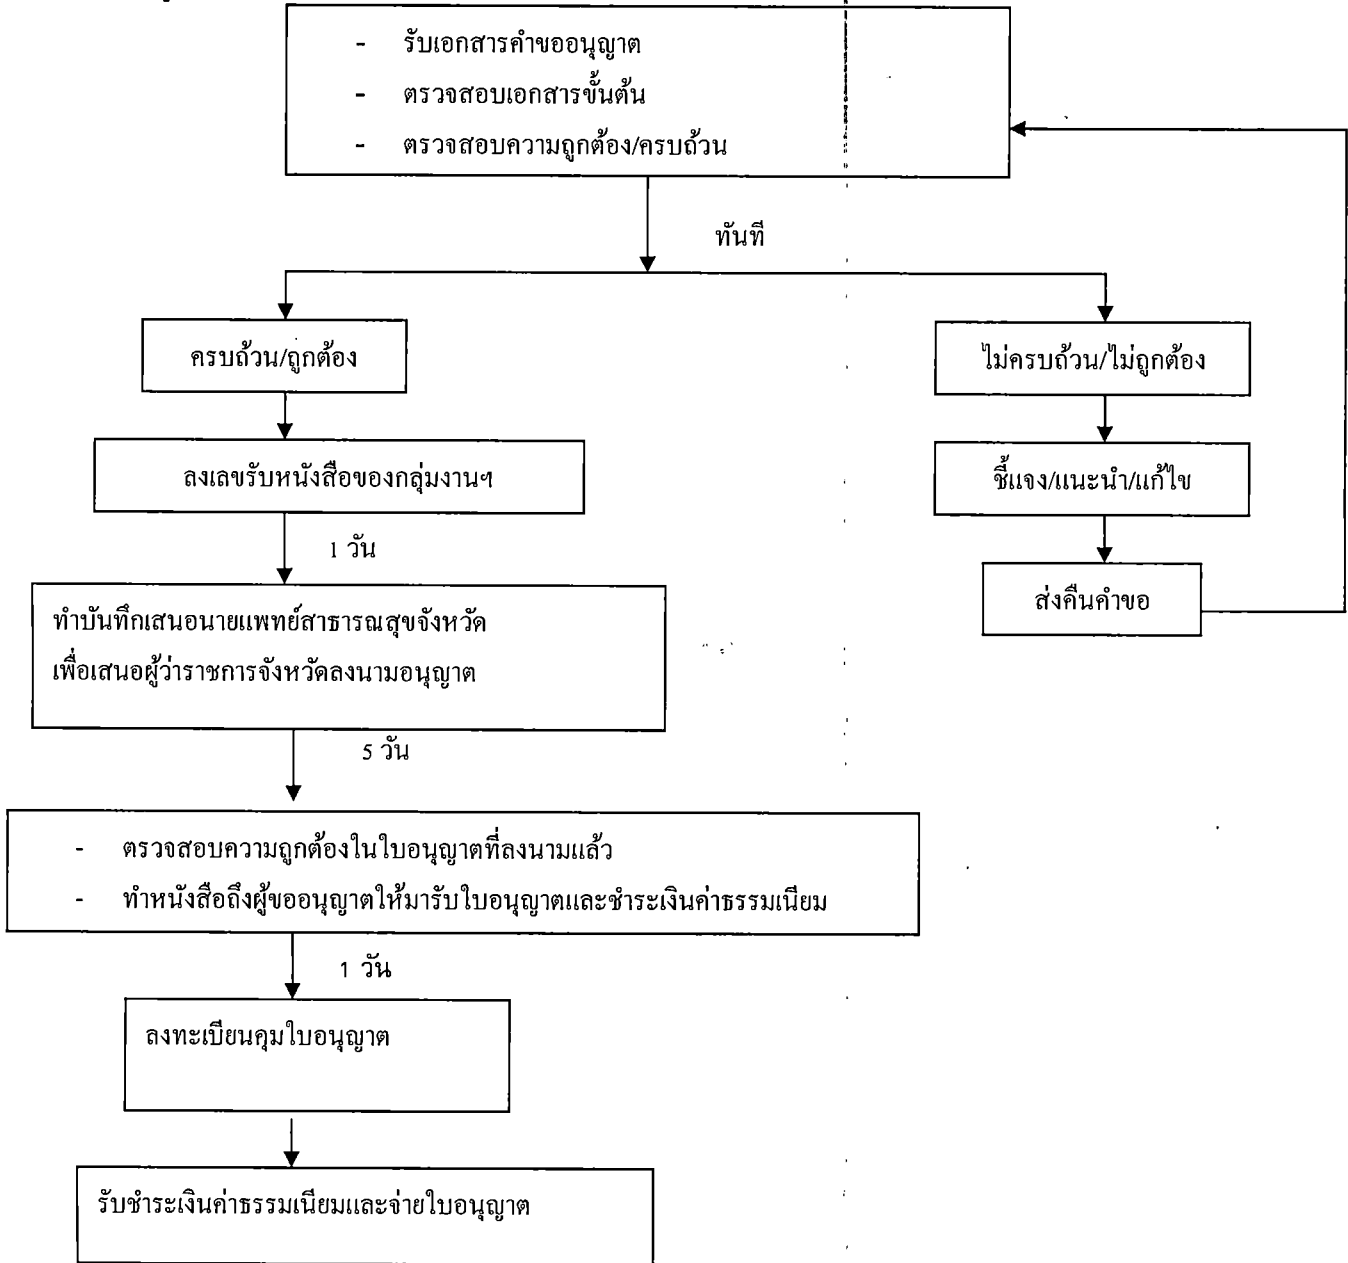 - รับเอกสารคำขออนุญาต
- ตรวจสอบเอกสารขั้นต้น
- ตรวจสอบความถูกต้อง/ครบถ้วน
ทันที
ครบถ้วน/ถูกต้อง
ไม่ครบถ้วน/ไม่ถูกต้อง
ลงเลขรับหนังสือของกลุ่มงานฯ
ชี้แจง/แนะนำ/แก้ไข
1 วัน
ส่งคืนคำขอ
ทำบันทึกเสนอนายแพทย์สาธารณสุขจังหวัด
เพื่อเสนอผู้ว่าราชการจังหวัดลงนามอนุญาต
5 วัน
- ตรวจสอบความถูกต้องในใบอนุญาตที่ลงนามแล้ว
- ทำหนังสือถึงผู้ขออนุญาตให้มารับใบอนุญาตและชำระเงินค่าธรรมเนียม
1 วัน
ลงทะเบียนคุมใบอนุญาต
รับชำระเงินค่าธรรมเนียมและจ่ายใบอนุญาต